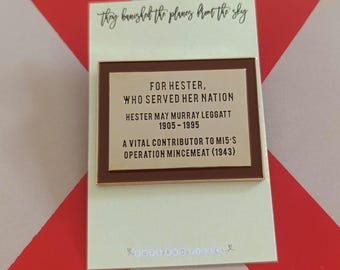 they banished the planes from the sky
FOR HESTER,
WHO SERVED HER NATION
HESTER MAY MURRAY LEGGATT
1905 – 1995
A VITAL CONTRIBUTOR TO MI5'S
OPERATION MINCEMEAT (1943)